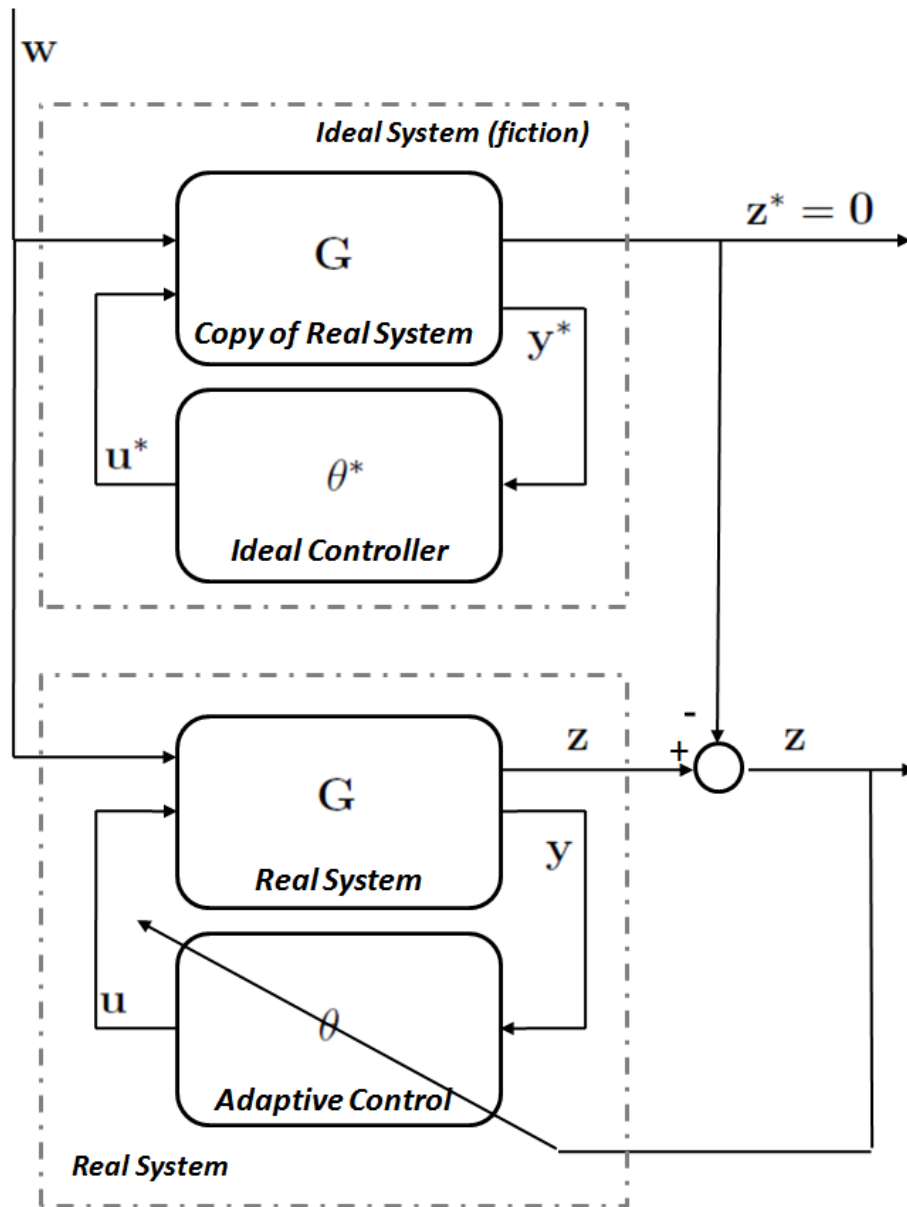 w
Ideal System (fiction)
z* = 0
G
Copy of Real System
y*
u*
θ*
Ideal Controller
-
z
+
z
G
y
Real System
u
θ
Adaptive Control
Real System